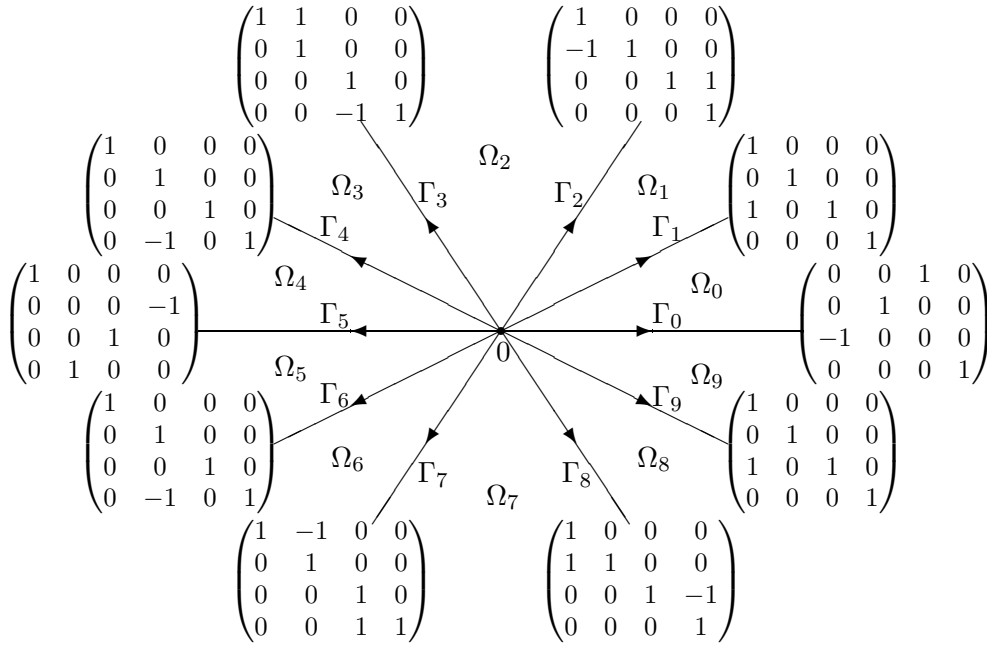 ( 1 1 0 0 )
( 0 1 0 0 )
( 0 0 1 0 )
( 0 0 −1 1 )
( 1 0 0 0 )
( −1 1 0 0 )
( 0 0 1 1 )
( 0 0 0 1 )
( 1 0 0 0 )
( 0 1 0 0 )
( 0 0 1 0 )
( 0 −1 0 1 )
Ω3
Γ3
Ω2
Γ2
Ω1
( 1 0 0 0 )
( 0 1 0 0 )
( 1 0 1 0 )
( 0 0 0 1 )
Γ4
Γ1
( 1 0 0 0 )
( 0 0 0 −1 )
( 0 0 1 0 )
( 0 1 0 0 )
Ω4
Γ5
Ω0
Γ0
( 0 0 1 0 )
( 0 1 0 0 )
( −1 0 0 0 )
( 0 0 0 1 )
0
Ω5
Γ6
Ω9
Γ9
( 1 0 0 0 )
( 0 1 0 0 )
( 0 0 1 0 )
( 0 −1 0 1 )
Ω6
Γ7
Ω7
Γ8
Ω8
( 1 0 0 0 )
( 0 1 0 0 )
( 1 0 1 0 )
( 0 0 0 1 )
( 1 −1 0 0 )
( 0 1 0 0 )
( 0 0 1 0 )
( 0 0 1 1 )
( 1 0 0 0 )
( 1 1 0 0 )
( 0 0 1 −1 )
( 0 0 0 1 )